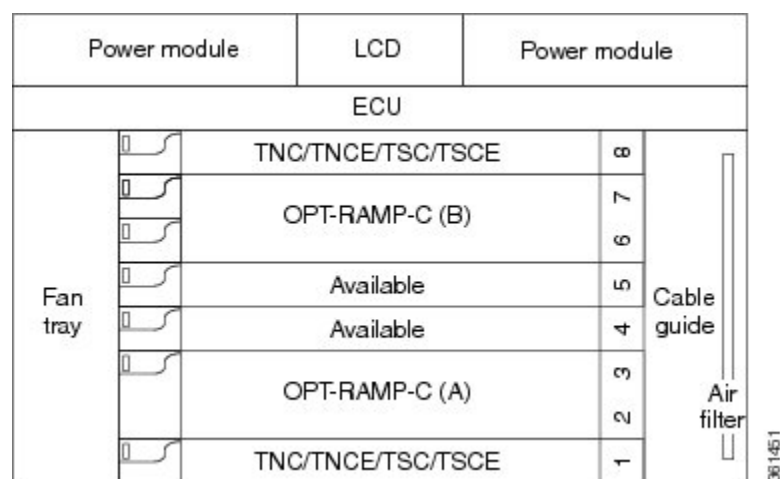 Power module LCD Power module
ECU
TNC/TNCE/TSC/TSCE 8
OPT-RAMP-C (B) 7
6
Available 5
Available 4
Fan
tray
Cable
guide
OPT-RAMP-C (A) 3
2
TNC/TNCE/TSC/TSCE 1
Air
filter
361451